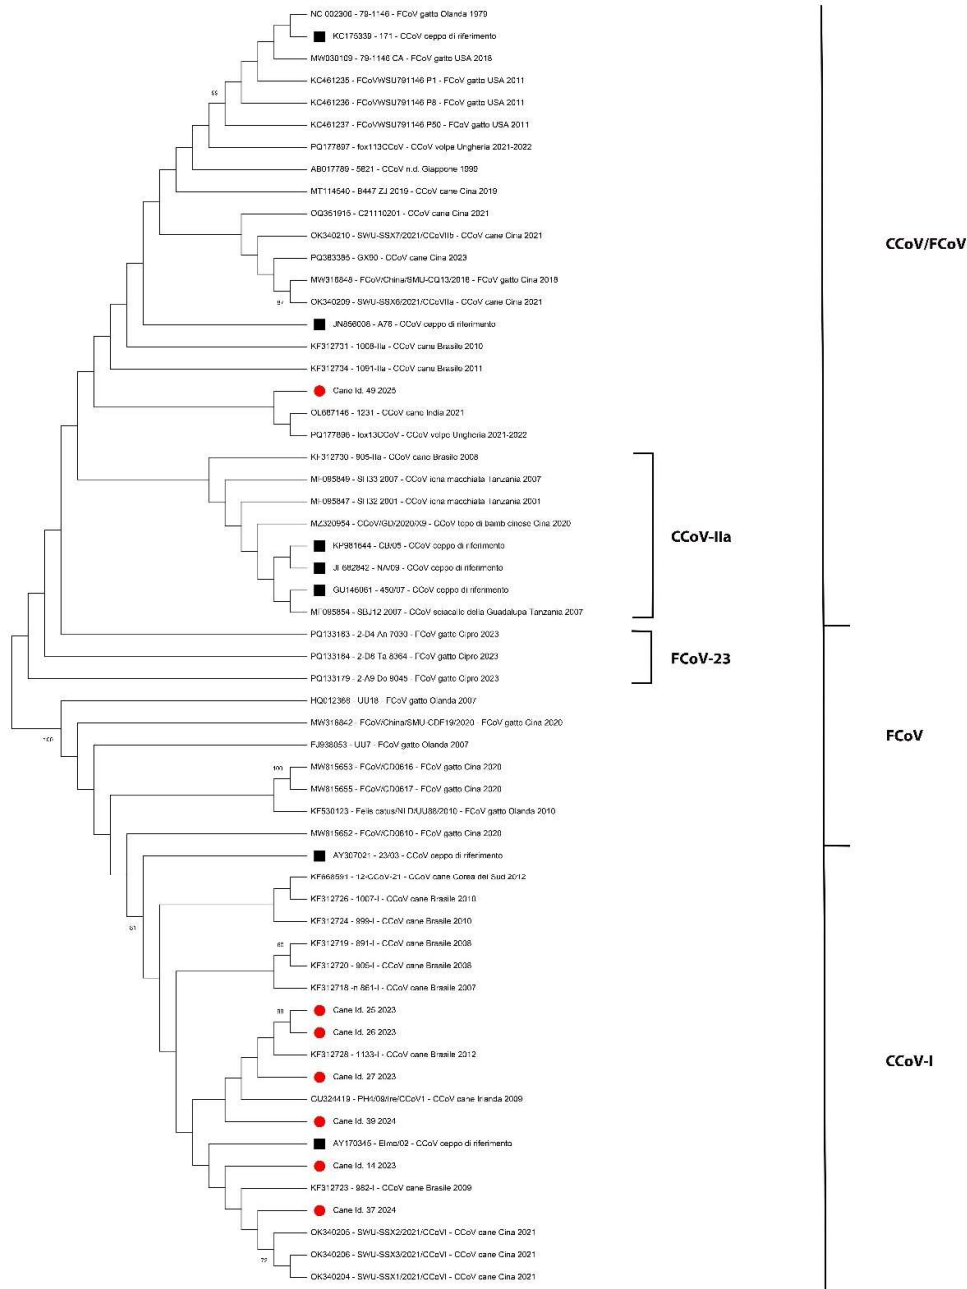 NC 002306 - 79-1146 - FCoV gatto Olanda 1979
KC175339 - 171 - CCoV ceppo di riferimento
MW030109 - 79-1146 CA - FCoV gatto USA 2018
KC461235 - FCoVWSU791146 P1 - FCoV gatto USA 2011
KC461236 - FCoVWSU791146 P8 - FCoV gatto USA 2011
99
KC461237 - FCoVWSU791146 P50 - FCoV gatto USA 2011
PQ177897 - fox113CCoV - CCoV volpe Ungheria 2021-2022
AB017789 - 5821 - CCoV n.d. Giappone 1999
MT114540 - B447 ZJ 2019 - CCoV cane Cina 2019
OQ351915 - C21110201 - CCoV cane Cina 2021
OK340210 - SWU-SSX7/2021/CCoVIIb - CCoV cane Cina 2021
CCoV/FCoV
PQ383385 - GX90 - CCoV cane Cina 2023
MW316848 - FCoV/China/SMU-CQ13/2018 - FCoV gatto Cina 2018
OK340209 - SWU-SSX6/2021/CCoVIIa - CCoV cane Cina 2021
JN856008 - A76 - CCoV ceppo di riferimento
KF312731 - 1008-IIa - CCoV cane Brasile 2010
KF312734 - 1091-IIa - CCoV cane Brasile 2011
Cane Id. 49 2025
OL687146 - 1231 - CCoV cane India 2021
PQ177896 - fox13CCoV - CCoV volpe Ungheria 2021-2022
KF312730 - 905-IIa - CCoV cane Brasile 2008
MF095849 - SH33 2007 - CCoV iena macchiata Tanzania 2007
MF095847 - SH32 2001 - CCoV iena macchiata Tanzania 2001
MZ320954 - CCoV/GD/2020/X9 - CCoV topo di bamb cinese Cina 2020
CCoV-IIa
KP981644 - CB/05 - CCoV ceppo di riferimento
JF682842 - NA/09 - CCoV ceppo di riferimento
GU146061 - 450/07 - CCoV ceppo di riferimento
MF095854 - SBJ12 2007 - CCoV sciacalle della Guadalupa Tanzania 2007
PQ133183 - 2-D4 An 7030 - FCoV gatto Cipro 2023
PQ133184 - 2-D6 Ta 8364 - FCoV gatto Cipro 2023
FCoV-23
PQ133179 - 2-A9 Do 9045 - FCoV gatto Cipro 2023
HQ012368 - UU18 - FCoV gatto Olanda 2007
MW316842 - FCoV/China/SMU-CDF19/2020 - FCoV gatto Cina 2020
FCoV
100
FJ938053 - UU7 - FCoV gatto Olanda 2007
100
MW815653 - FCoV/CD0616 - FCoV gatto Cina 2020
MW815655 - FCoV/CD0617 - FCoV gatto Cina 2020
KF530123 - Felis catus/NLD/UU88/2010 - FCoV gatto Olanda 2010
MW815652 - FCoV/CD0610 - FCoV gatto Cina 2020
AY307021 - 23/03 - CCoV ceppo di riferimento
KF668591 - 12-CCoV-21 - CCoV cane Corea del Sud 2012
KF312726 - 1007-I - CCoV cane Brasile 2010
KF312724 - 999-I - CCoV cane Brasile 2010
81
KF312719 - 891-I - CCoV cane Brasile 2008
KF312720 - 905-I - CCoV cane Brasile 2008
KF312718 -n 861-I - CCoV cane Brasile 2007
Cane Id. 25 2023
Cane Id. 26 2023
KF312728 - 1133-I - CCoV cane Brasile 2012
CCoV-I
Cane Id. 27 2023
GU324419 - PH4/09/Ire/CCoV1 - CCoV cane Irlanda 2009
Cane Id. 39 2024
AY170345 - Elmo/02 - CCoV ceppo di riferimento
Cane Id. 14 2023
KF312723 - 982-I - CCoV cane Brasile 2009
Cane Id. 37 2024
OK340205 - SWU-SSX2/2021/CCoVI - CCoV cane Cina 2021
OK340206 - SWU-SSX3/2021/CCoVI - CCoV cane Cina 2021
OK340204 - SWU-SSX1/2021/CCoVI - CCoV cane Cina 2021